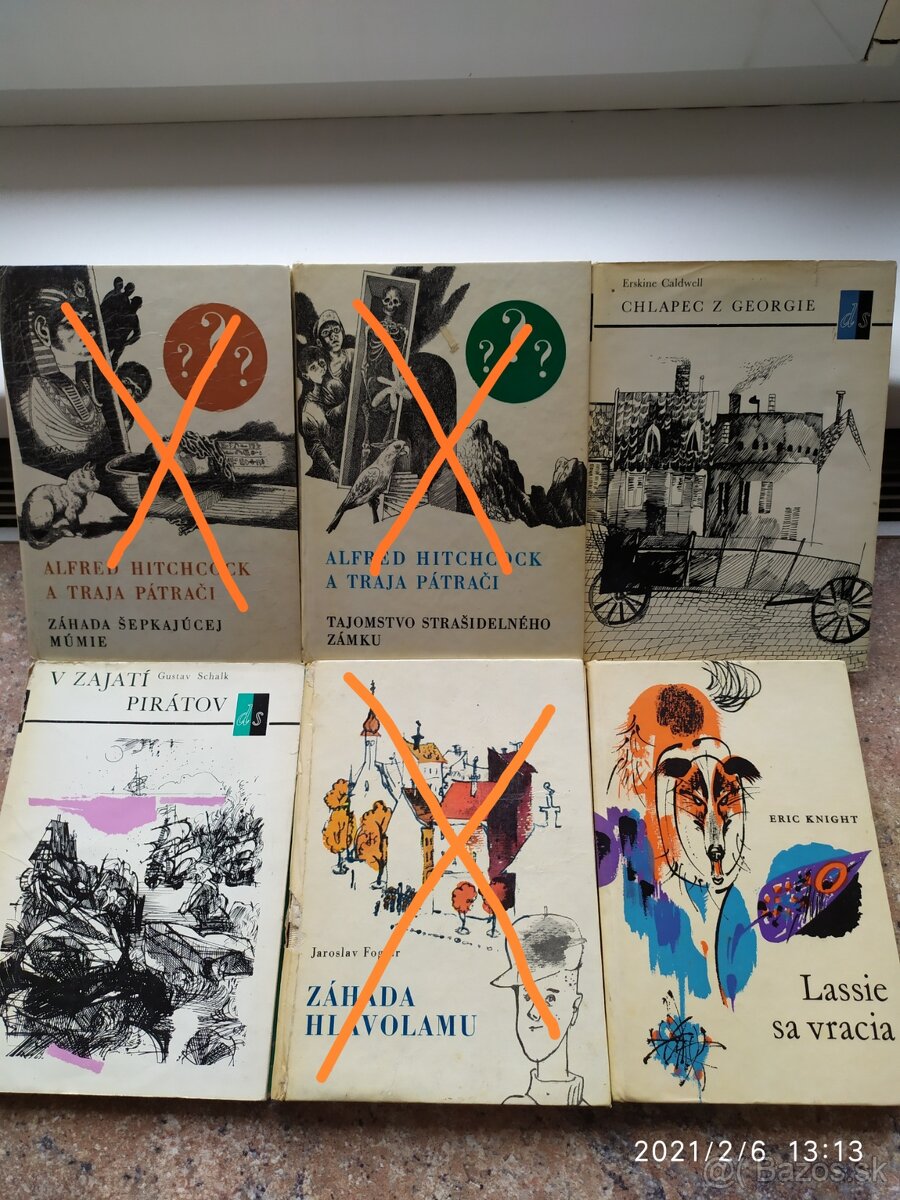 ? ? ?
ALFRED HITCHCOCK
A TRAJA PÁTRAČI
ZÁHADA ŠEPKAJÚCEJ
MÚMIE
? ? ?
ALFRED HITCHCOCK
A TRAJA PÁTRAČI
TAJOMSTVO STRAŠIDELNÉHO
ZÁMKU
Erskine Caldwell
CHLAPEC Z GEORGIE
ds
V ZAJATÍ Gustav Schalk
PIRÁTOV
ds
Jaroslav Foglar
ZÁHADA
HLAVOLAMU
ERIC KNIGHT
Lassie
sa vracia
2021/2/6 13:13
Bazos.sk